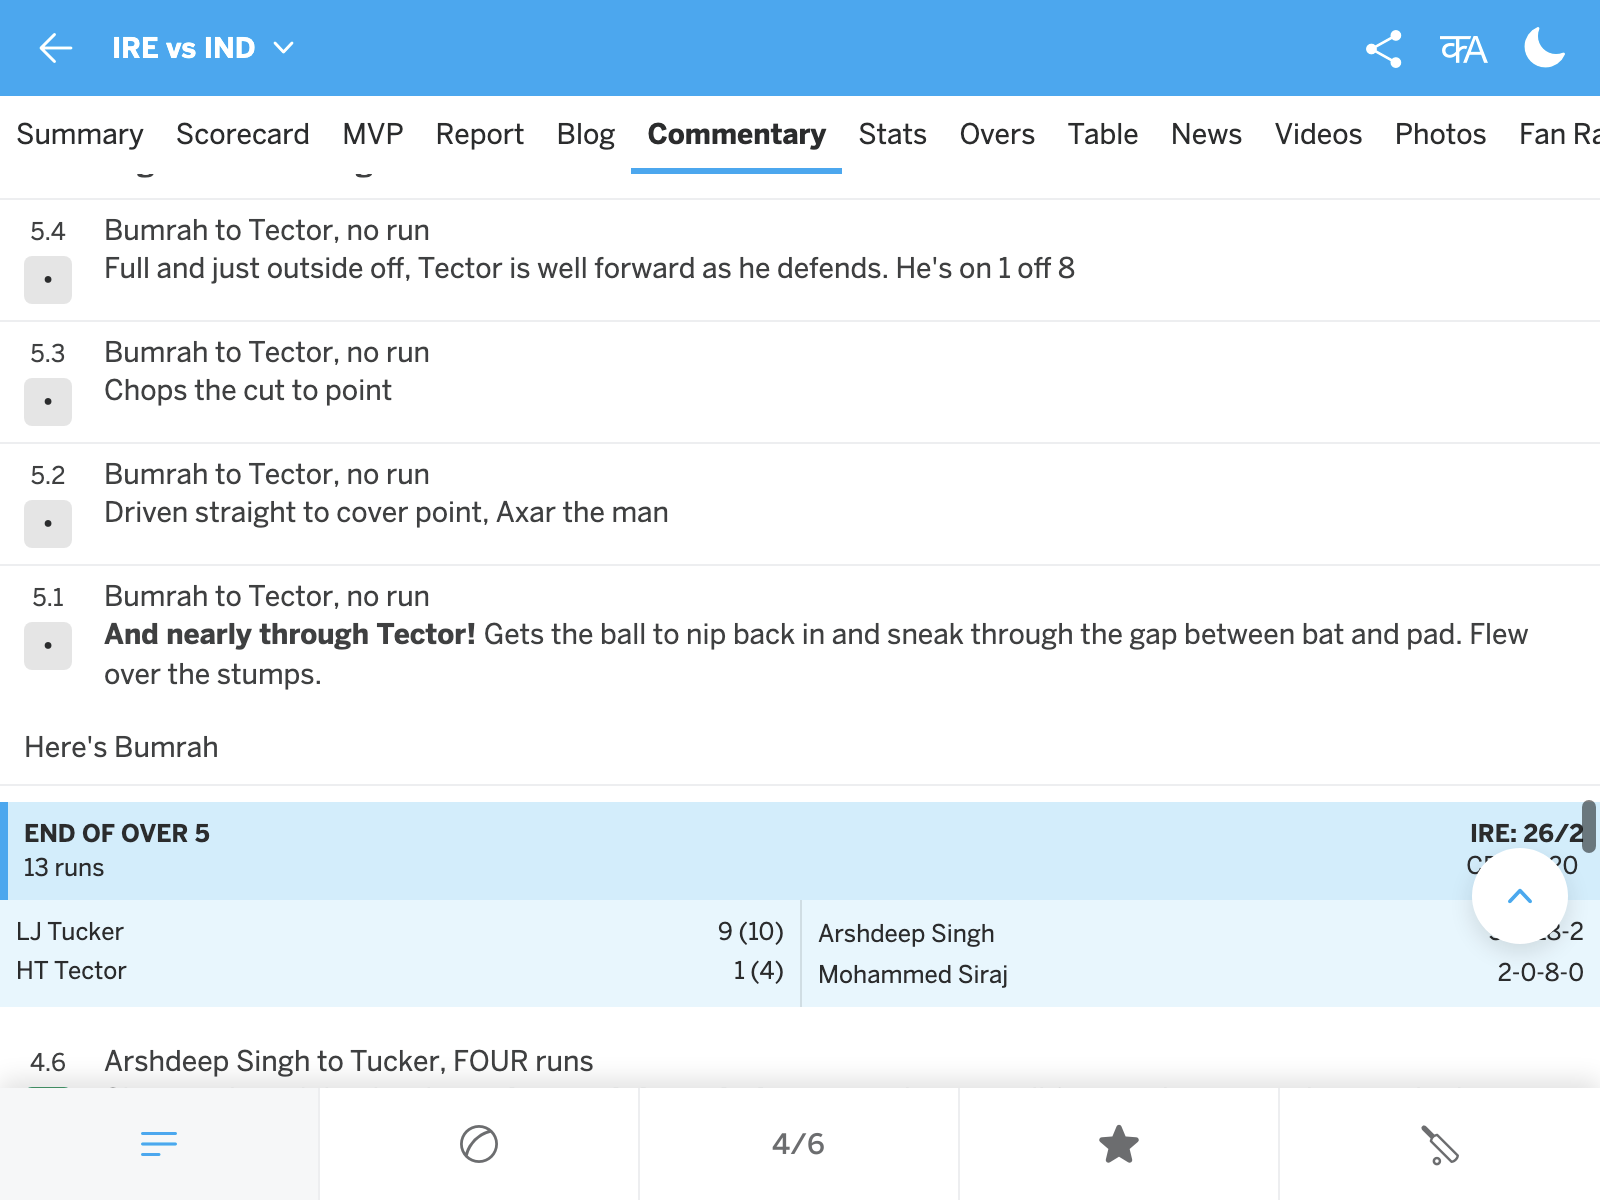 IRE vs IND
कA
Summary Scorecard MVP Report Blog Commentary Stats Overs Table News Videos Photos Fan Ra
5.4 Bumrah to Tector, no run
Full and just outside off, Tector is well forward as he defends. He's on 1 off 8
5.3 Bumrah to Tector, no run
Chops the cut to point
5.2 Bumrah to Tector, no run
Driven straight to cover point, Axar the man
5.1 Bumrah to Tector, no run
And nearly through Tector! Gets the ball to nip back in and sneak through the gap between bat and pad. Flew
over the stumps.
Here's Bumrah
END OF OVER 5 IRE: 26/2
13 runs
LJ Tucker 9 (10) Arshdeep Singh
HT Tector 1 (4) Mohammed Siraj 2-0-8-0
4.6 Arshdeep Singh to Tucker, FOUR runs
4/6